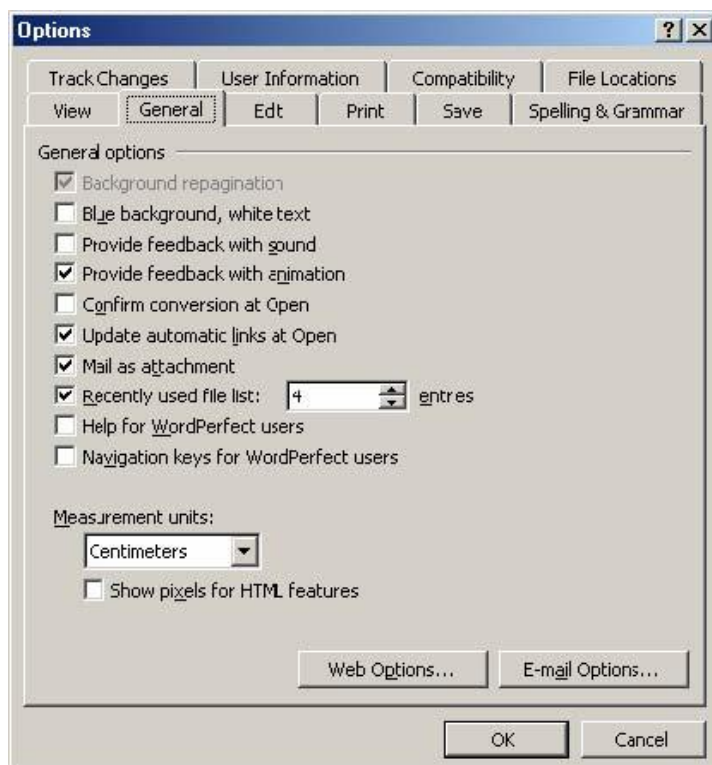 Options
Track Changes User Information Compatibility File Locations
View General Edt Print Save Spelling & Grammar
General options
Background repagination
Blue background, white text
Provide feedback with sound
Provide feedback with animation
Confirm conversion at Open
Update automatic links at Open
Mail as attachment
Recently used file list: 4 entres
Help for WordPerfect users
Navigation keys for WordPerfect users
Measurement units:
Centimeters
Show pixels for HTML features
Web Options... E-mail Options...
OK Cancel